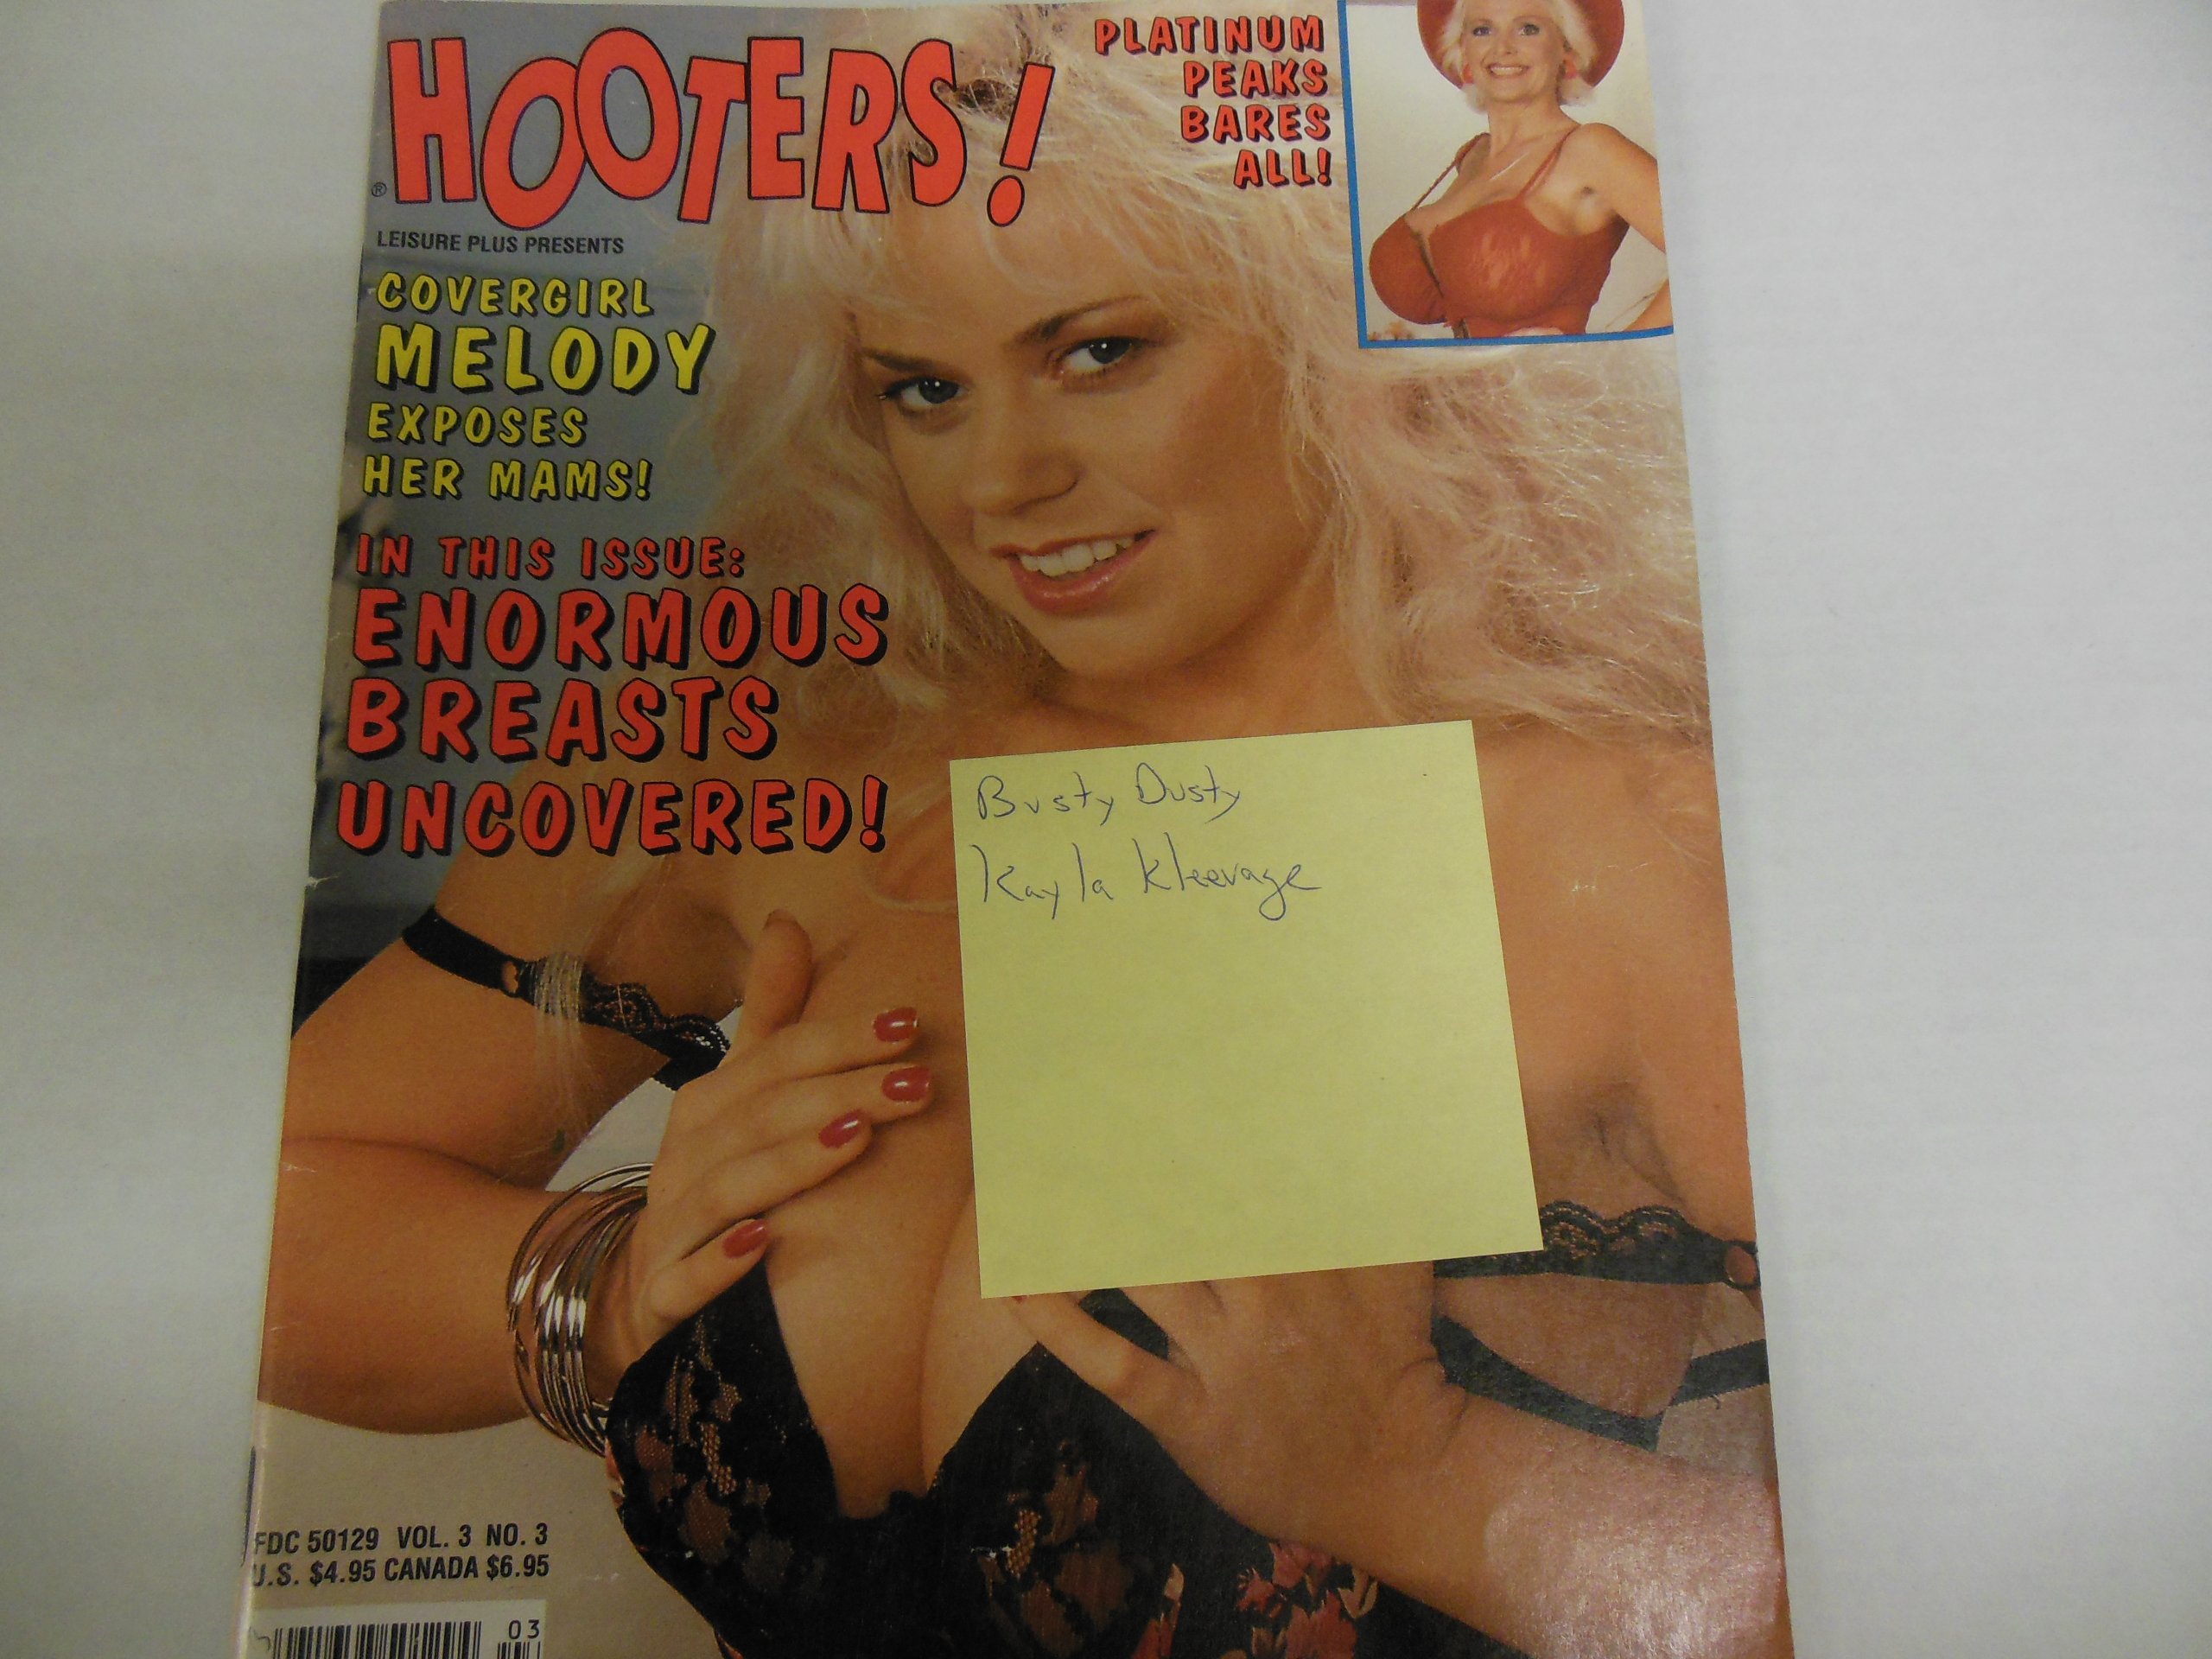 HOOTERS!
®
LEISURE PLUS PRESENTS
COVERGIRL
MELODY
EXPOSES
HER MAMS!
IN THIS ISSUE:
ENORMOUS
BREASTS
UNCOVERED!
PLATINUM
PEAKS
BARES
ALL!
Busty Dusty
Kayla Kleevage
FDC 50129 VOL. 3 NO. 3
U.S. $4.95 CANADA $6.95
03